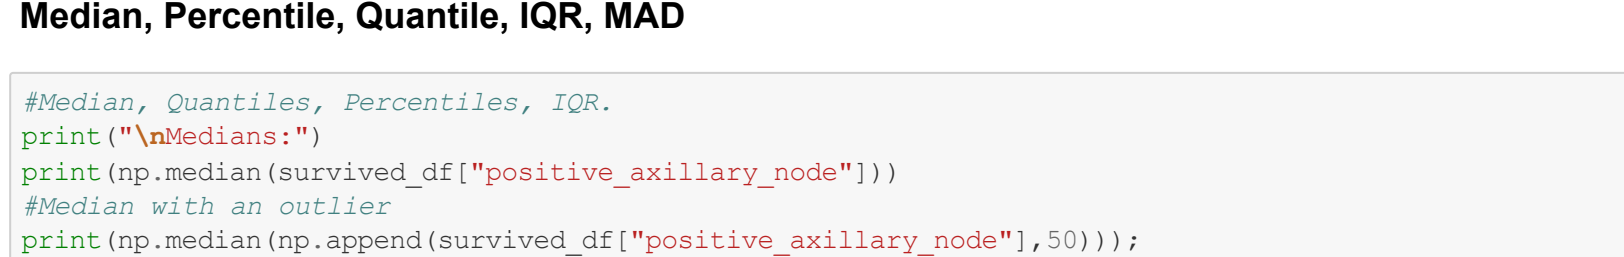 Median, Percentile, Quantile, IQR, MAD
#Median, Quantiles, Percentiles, IQR.
print("\nMedians:")
print(np.median(survived_df["positive_axillary_node"]))
#Median with an outlier
print(np.median(np.append(survived_df["positive_axillary_node"],50)));